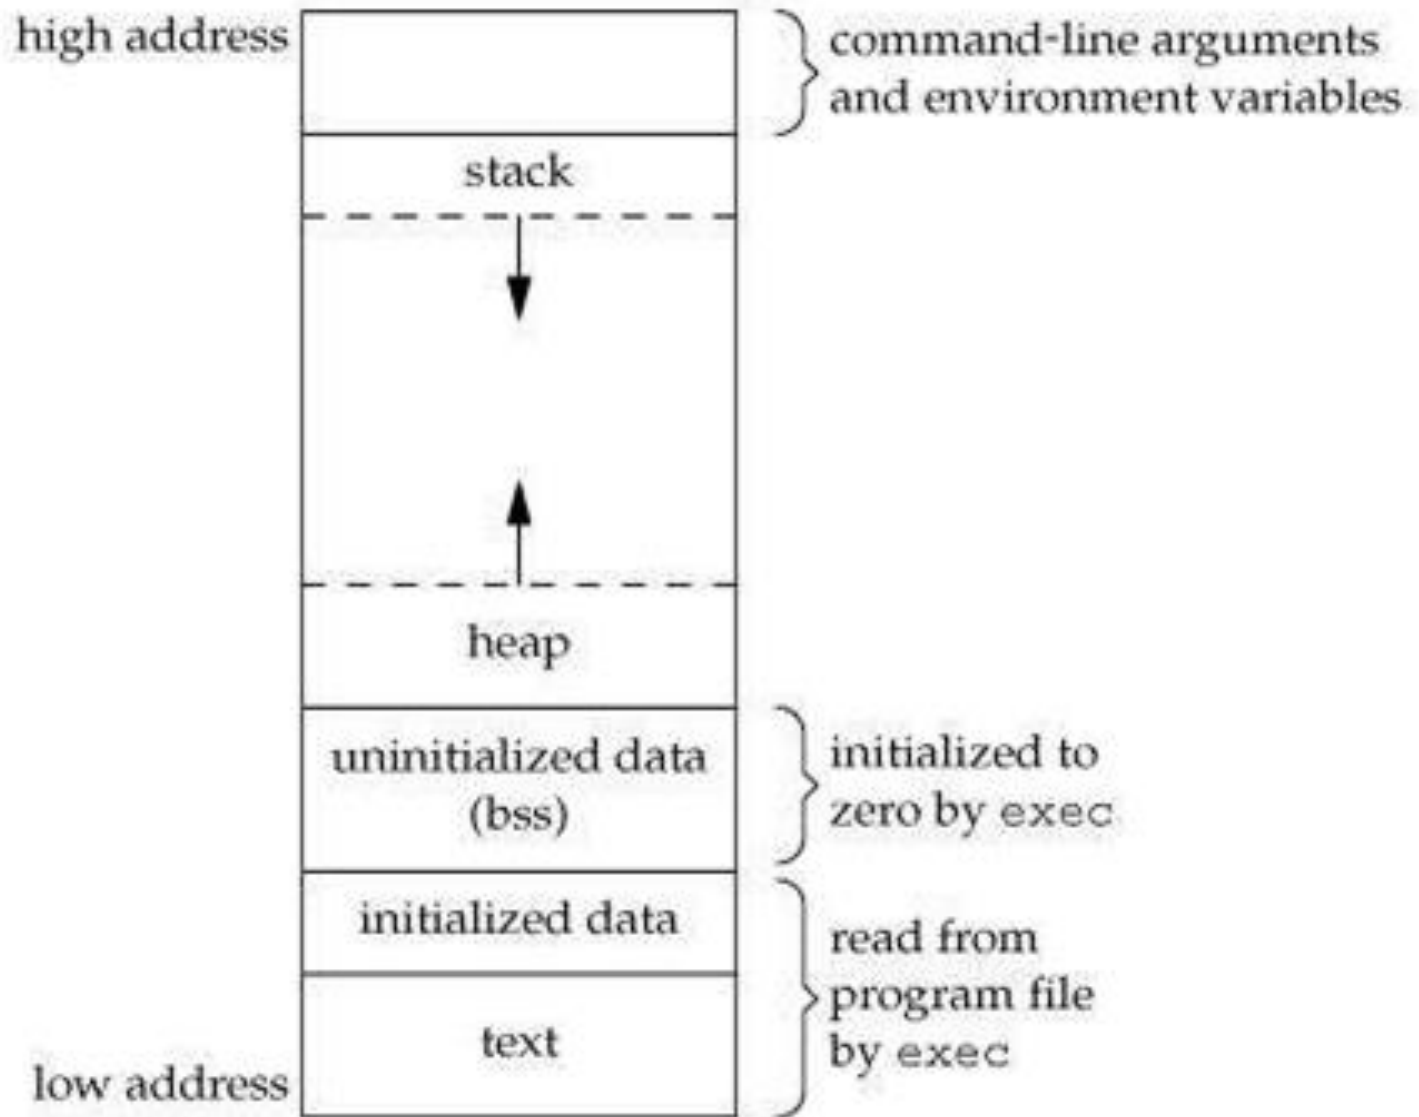 high address
command-line arguments
and environment variables
stack
heap
uninitialized data
(bss)
initialized to
zero by exec
initialized data
read from
program file
by exec
text
low address